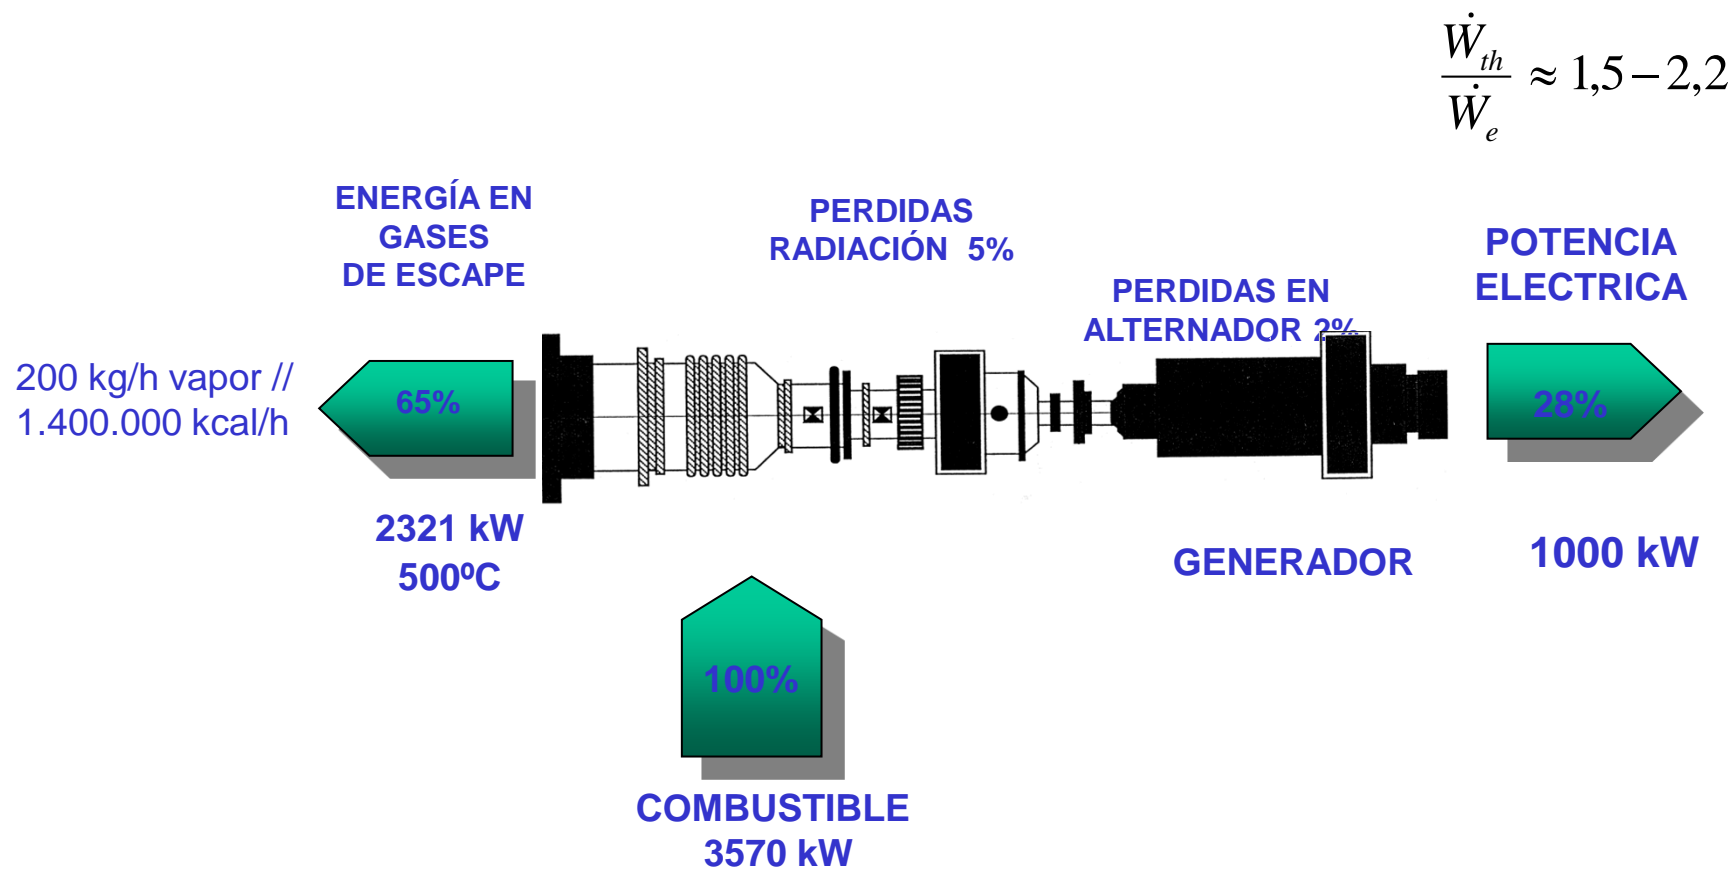 Ẇth / Ẇe ≈ 1,5 – 2,2
ENERGÍA EN
GASES
DE ESCAPE
PERDIDAS
RADIACIÓN 5%
PERDIDAS EN
ALTERNADOR 2%
POTENCIA
ELECTRICA
200 kg/h vapor //
1.400.000 kcal/h
65%
28%
2321 kW
500ºC
GENERADOR
1000 kW
100%
COMBUSTIBLE
3570 kW